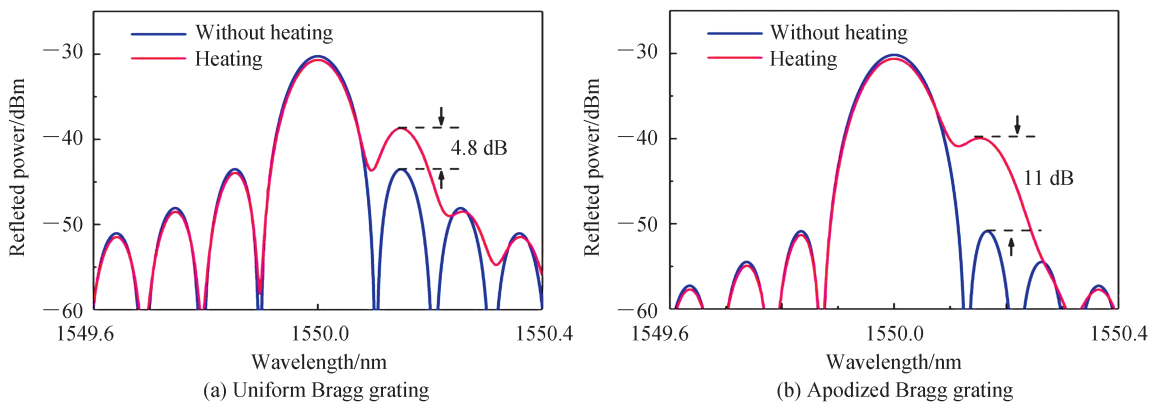 Without heating
Heating
−30
−40
−50
−60
Refleted power/dBm
4.8 dB
1549.6
1550.0
1550.4
Wavelength/nm
(a) Uniform Bragg grating
Without heating
Heating
−30
−40
−50
−60
Refleted power/dBm
11 dB
1549.6
1550.0
1550.4
Wavelength/nm
(b) Apodized Bragg grating